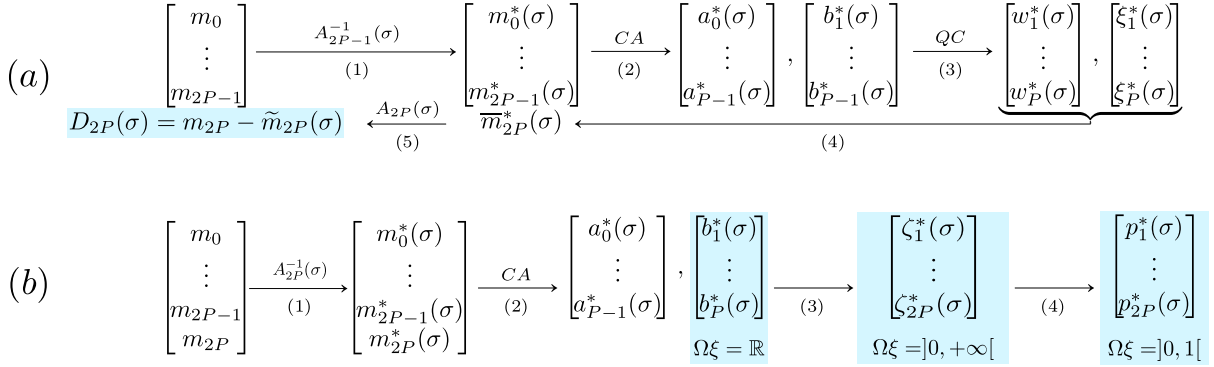 (a) [m_0 ⋮ m_{2P−1}] A^{−1}_{2P−1}(σ) → (1) [m^*_0(σ) ⋮ m^*_{2P−1}(σ)] CA → (2) [a^*_0(σ) ⋮ a^*_{P−1}(σ)] , [b^*_1(σ) ⋮ b^*_{P−1}(σ)] QC → (3) [w^*_1(σ) ⋮ w^*_P(σ)] , [ξ^*_1(σ) ⋮ ξ^*_P(σ)]
D_{2P}(σ) = m_{2P} − \widetilde{m}_{2P}(σ) A_{2P}(σ) ← (5) \overline{m}^*_{2P}(σ) ← (4)
(b) [m_0 ⋮ m_{2P−1} m_{2P}] A^{−1}_{2P}(σ) → (1) [m^*_0(σ) ⋮ m^*_{2P−1}(σ) m^*_{2P}(σ)] CA → (2) [a^*_0(σ) ⋮ a^*_{P−1}(σ)] , [b^*_1(σ) ⋮ b^*_P(σ)] → (3) [ζ^*_1(σ) ⋮ ζ^*_{2P}(σ)] → (4) [p^*_1(σ) ⋮ p^*_{2P}(σ)]
Ωξ = ℝ Ωξ =]0, +∞[ Ωξ =]0, 1[